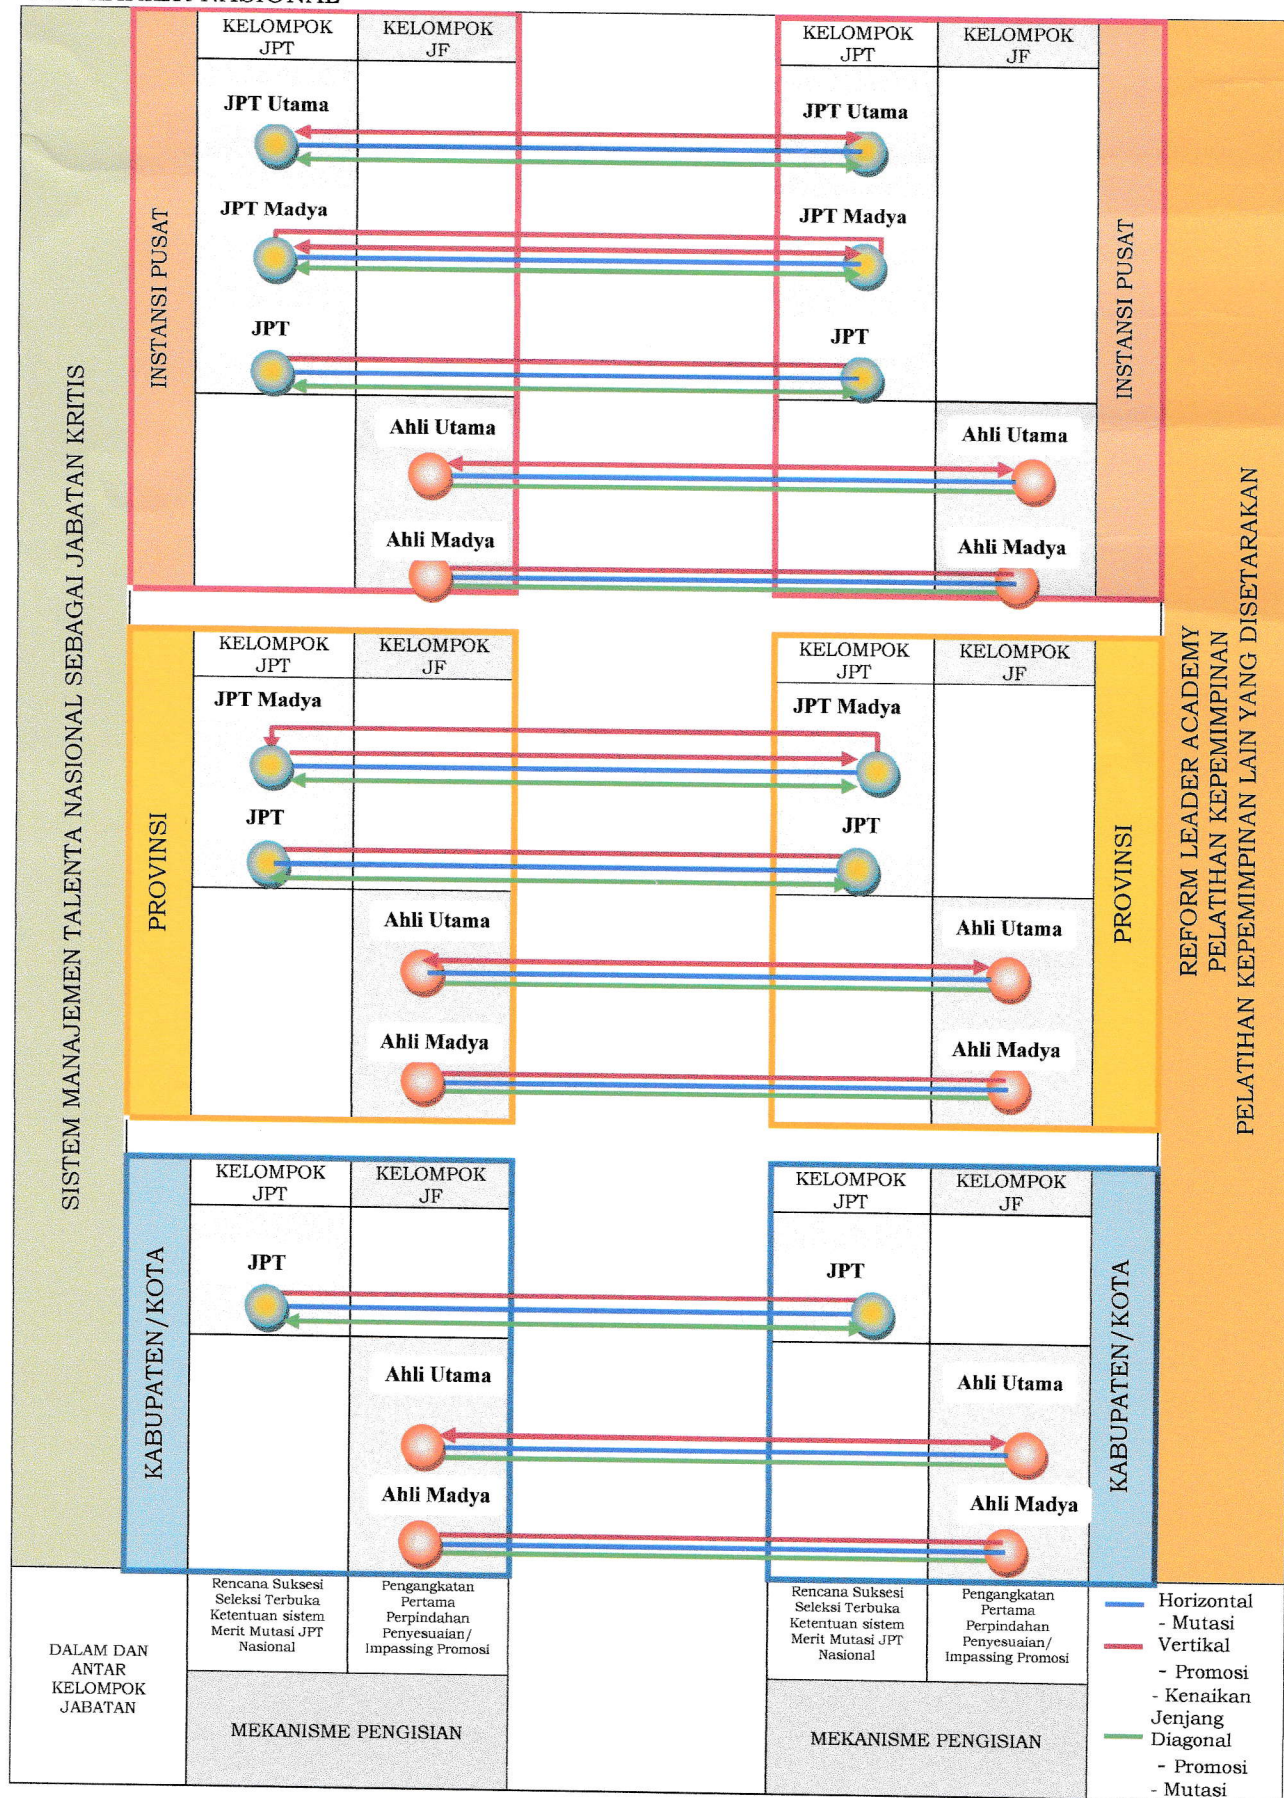 SISTEM MANAJEMEN TALENTA NASIONAL SEBAGAI JABATAN KRITIS
INSTANSI PUSAT
KELOMPOK
JPT
KELOMPOK
JF
KELOMPOK
JPT
KELOMPOK
JF
INSTANSI PUSAT
JPT Utama
JPT Utama
JPT Madya
JPT Madya
JPT
JPT
Ahli Utama
Ahli Utama
Ahli Madya
Ahli Madya
PROVINSI
KELOMPOK
JPT
KELOMPOK
JF
KELOMPOK
JPT
KELOMPOK
JF
PROVINSI
JPT Madya
JPT Madya
JPT
JPT
Ahli Utama
Ahli Utama
Ahli Madya
Ahli Madya
KABUPATEN/KOTA
KELOMPOK
JPT
KELOMPOK
JF
KELOMPOK
JPT
KELOMPOK
JF
KABUPATEN/KOTA
JPT
JPT
Ahli Utama
Ahli Utama
Ahli Madya
Ahli Madya
REFORM LEADER ACADEMY
PELATIHAN KEPEMIMPINAN
PELATIHAN KEPEMIMPINAN LAIN YANG DISETARAKAN
DALAM DAN
ANTAR
KELOMPOK
JABATAN
Rencana Suksesi
Seleksi Terbuka
Ketentuan sistem
Merit Mutasi JPT
Nasional
Pengangkatan
Pertama
Perpindahan
Penyesuaian/
Impassing Promosi
Rencana Suksesi
Seleksi Terbuka
Ketentuan sistem
Merit Mutasi JPT
Nasional
Pengangkatan
Pertama
Perpindahan
Penyesuaian/
Impassing Promosi
MEKANISME PENGISIAN
MEKANISME PENGISIAN
Horizontal
- Mutasi
Vertikal
- Promosi
- Kenaikan
Jenjang
Diagonal
- Promosi
- Mutasi